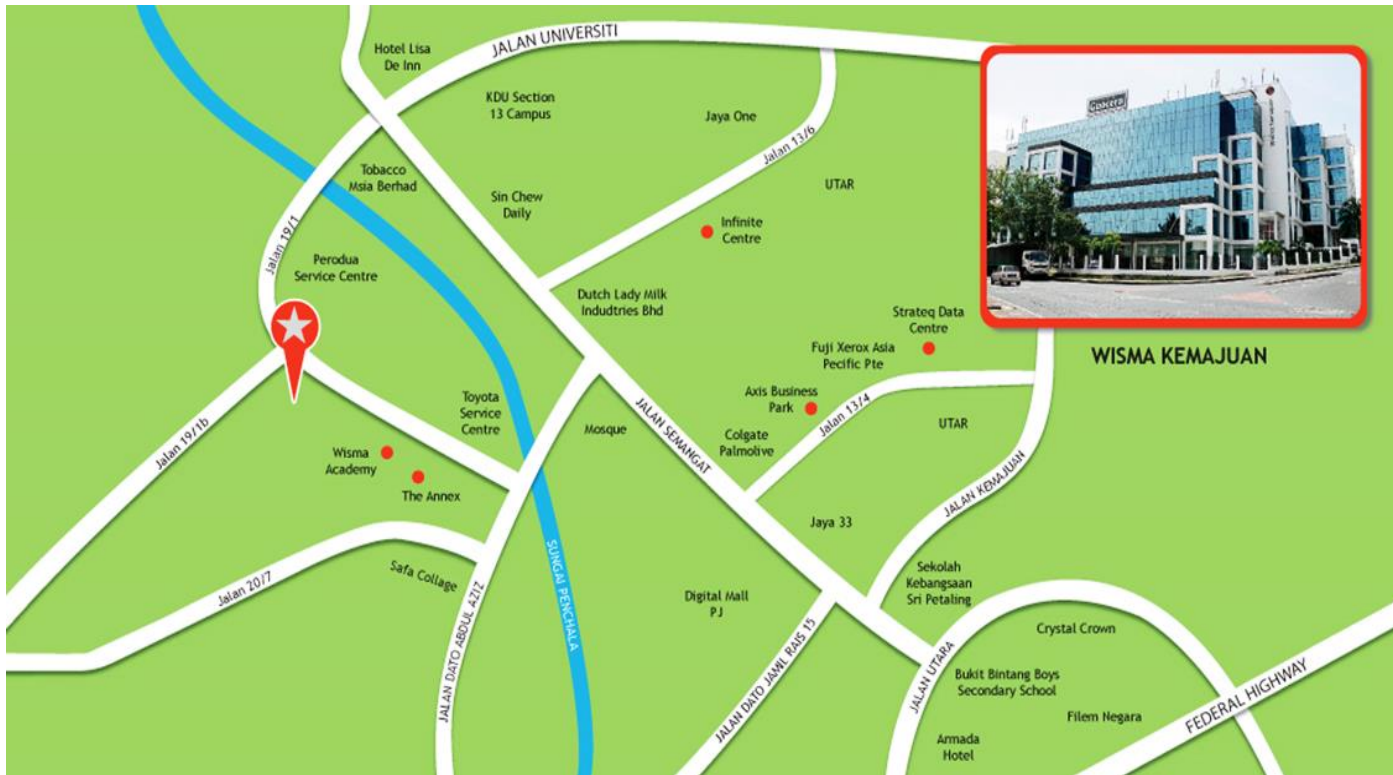 Hotel Lisa
De Inn
JALAN UNIVERSITI
KDU Section
13 Campus
Jaya One
Jalan 13/6
Tobacco
Msia Berhad
UTAR
Sin Chew
Daily
Infinite
Centre
Jalan 19/1
Perodua
Service Centre
Dutch Lady Milk
Indudtries Bhd
Strateq Data
Centre
Fuji Xerox Asia
Pecific Pte
WISMA KEMAJUAN
Axis Business
Park
Jalan 13/4
Toyota
Service
Centre
Mosque
JALAN SEMANGAT
Colgate
Palmolive
UTAR
Jalan 19/1b
Wisma
Academy
The Annex
JALAN KEMAJUAN
Jaya 33
Safa Collage
Jalan 20/7
SUNGAI PENCHALA
JALAN DATO ABDUL AZIZ
Digital Mall
PJ
JALAN DATO JAMIL RAIS 15
Sekolah
Kebangsaan
Sri Petaling
JALAN UTARA
Crystal Crown
Bukit Bintang Boys
Secondary School
Filem Negara
FEDERAL HIGHWAY
Armada
Hotel